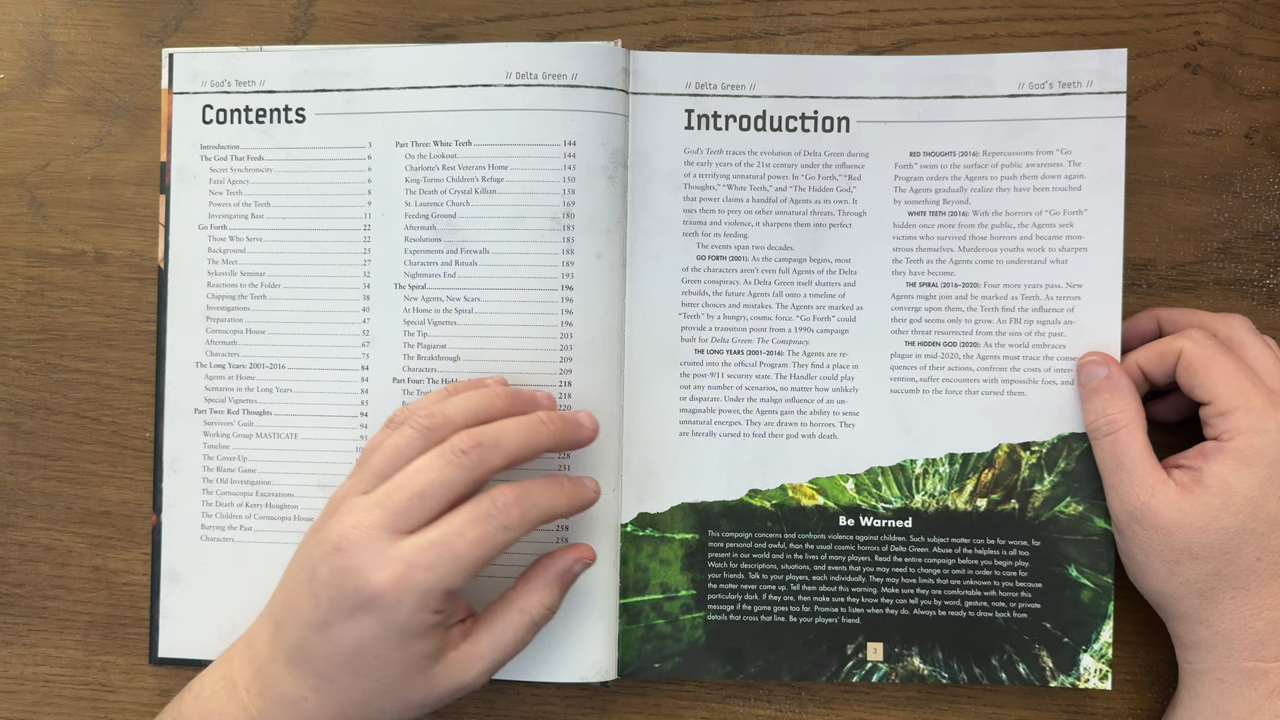 // God's Teeth //
// Delta Green //
Contents
Introduction 3
The God That Feeds 6
Secret Synchronicity 6
Fatal Agency 6
New Teeth 8
Powers of the Teeth 9
Investigating Bast 11
Go Forth 22
Those Who Serve 22
Background 25
The Meet 27
Sykesville Seminar 32
Reactions to the Folder 34
Chipping the Teeth 38
Investigations 40
Preparation 47
Cornucopia House 52
Aftermath 67
Characters 75
The Long Years: 2001–2016 84
Agents at Home 84
Scenarios in the Long Years 84
Special Vignettes 85
Part Two: Red Thoughts 94
Survivors' Guilt 94
Working Group MASTICATE 95
Timeline
The Cover-Up
The Blame Game
The Old Investigation
The Cornucopia Excavations
The Death of Kerry Houghton
The Children of Cornucopia House
Burying the Past
Characters
Part Three: White Teeth 144
On the Lookout 144
Charlotte's Rest Veterans Home 145
King-Torino Children's Refuge 150
The Death of Crystal Killian 158
St. Laurence Church 169
Feeding Ground 180
Aftermath 185
Resolutions 185
Experiments and Firewalls 188
Characters and Rituals 189
Nightmares End 193
The Spiral 196
New Agents, New Scars 196
At Home in the Spiral 196
Special Vignettes 196
The Tip 203
The Plagiarist 203
The Breakthrough 209
Characters 209
Part Four: The 218
The 218
220
228
231
258
258
// Delta Green //
// God's Teeth //
Introduction
God's Teeth traces the evolution of Delta Green during
the early years of the 21st century under the influence
of a terrifying unnatural power. In "Go Forth," "Red
Thoughts," "White Teeth," and "The Hidden God,"
that power claims a handful of Agents as its own. It
uses them to prey on other unnatural threats. Through
trauma and violence, it sharpens them into perfect
teeth for its feeding.
The events span two decades.
GO FORTH (2001): As the campaign begins, most
of the characters aren't even full Agents of the Delta
Green conspiracy. As Delta Green itself shatters and
rebuilds, the future Agents fall onto a timeline of
bitter choices and mistakes. The Agents are marked as
"Teeth" by a hungry, cosmic force. "Go Forth" could
provide a transition point from a 1990s campaign
built for Delta Green: The Conspiracy.
THE LONG YEARS (2001–2016): The Agents are re-
cruited into the official Program. They find a place in
the post-9/11 security state. The Handler could play
out any number of scenarios, no matter how unlikely
or disparate. Under the malign influence of an un-
imaginable power, the Agents gain the ability to sense
unnatural energies. They are drawn to horrors. They
are literally cursed to feed their god with death.
RED THOUGHTS (2016): Repercussions from "Go
Forth" swim to the surface of public awareness. The
Program orders the Agents to push them down again.
The Agents gradually realize they have been touched
by something Beyond.
WHITE TEETH (2016): With the horrors of "Go Forth"
hidden once more from the public, the Agents seek
victims who survived those horrors and became mon-
strous themselves. Murderous youths work to sharpen
the Teeth as the Agents come to understand what
they have become.
THE SPIRAL (2016–2020): Four more years pass. New
Agents might join and be marked as Teeth. As terrors
converge upon them, the Teeth find the influence of
their god seems only to grow. An FBI tip signals an-
other threat resurrected from the sins of the past.
THE HIDDEN GOD (2020): As the world embraces
plague in mid-2020, the Agents must trace the conse-
quences of their actions, confront the costs of inter-
vention, suffer encounters with impossible foes, and
succumb to the force that cursed them.
Be Warned
This campaign concerns and confronts violence against children. Such subject matter can be far worse, far
more personal and awful, than the usual cosmic horrors of Delta Green. Abuse of the helpless is all too
present in our world and in the lives of many players. Read the entire campaign before you begin play.
Watch for descriptions, situations, and events that you may need to change or omit in order to care for
your friends. Talk to your players, each individually. They may have limits that are unknown to you because
the matter never came up. Tell them about this warning. Make sure they are comfortable with horror this
particularly dark. If they are, then make sure they know they can tell you by word, gesture, note, or private
message if the game goes too far. Promise to listen when they do. Always be ready to draw back from
details that cross that line. Be your players' friend.
3